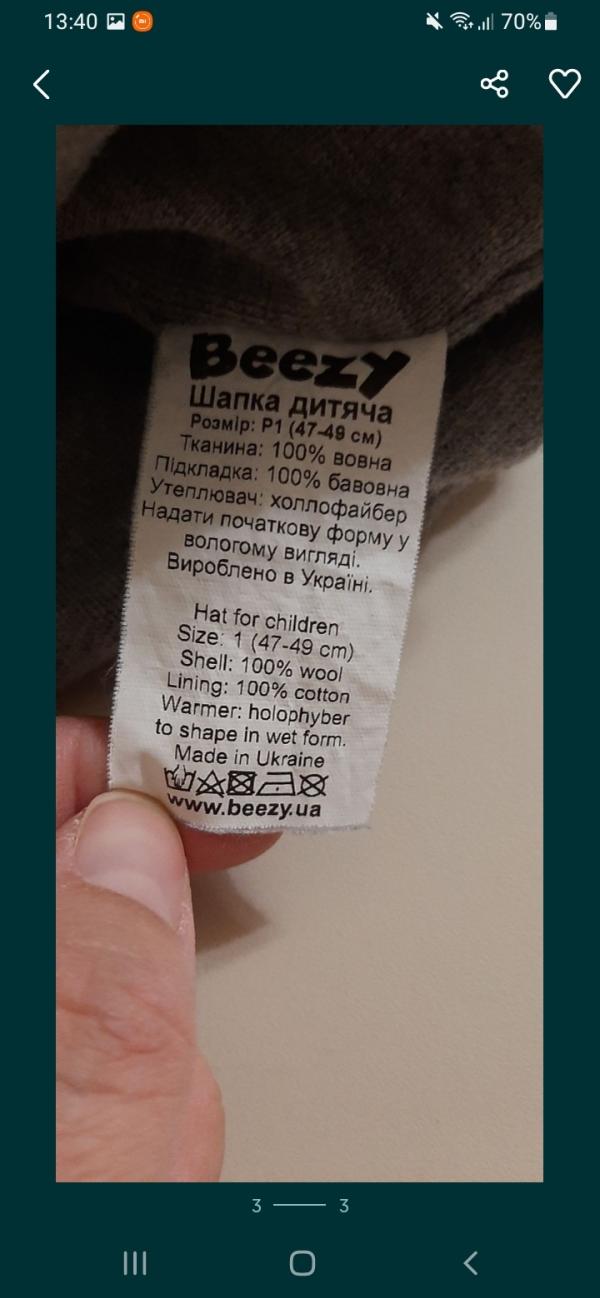 13:40
70%
Beezy
Шапка дитяча
Розмір: Р1 (47-49 см)
Тканина: 100% вовна
Підкладка: 100% бавовна
Утеплювач: холлофайбер
Надати початкову форму у
вологому вигляді.
Вироблено в Україні.
Hat for children
Size: 1 (47-49 cm)
Shell: 100% wool
Lining: 100% cotton
Warmer: holophyber
to shape in wet form.
Made in Ukraine
www.beezy.ua
3 3